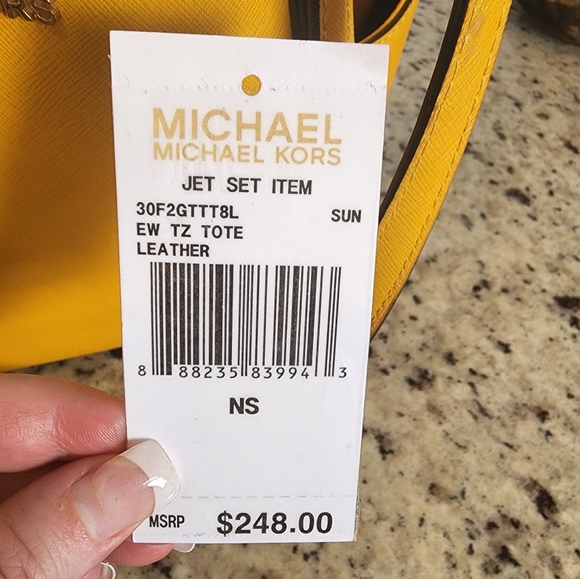 RS
MICHAEL
MICHAEL KORS
JET SET ITEM
30F2GTTT8L SUN
EW TZ TOTE
LEATHER
8 88235 83994 3
NS
MSRP $248.00